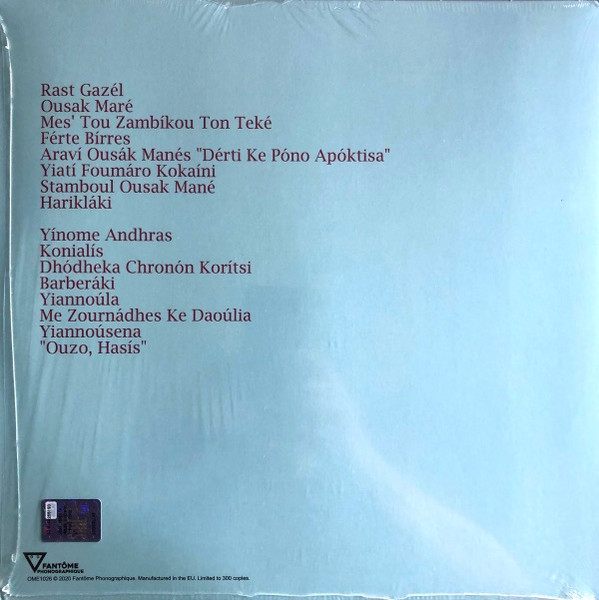 Rast Gazél
Ousak Maré
Mes' Tou Zambíkou Ton Teké
Férte Bírres
Araví Ousák Manés "Dérti Ke Póno Apóktisa"
Yiatí Foumáro Kokaíni
Stamboul Ousak Mané
Harikláki
Yínome Andhras
Konialís
Dhódheka Chronón Korítsi
Barberáki
Yiannoúla
Me Zournádhes Ke Daoúlia
Yiannoúsena
"Ouzo, Hasís"
FANTÔME
PHONOGRAPHIQUE
OME1026 © 2020 Fantôme Phonographique. Manufactured in the EU. Limited to 300 copies.